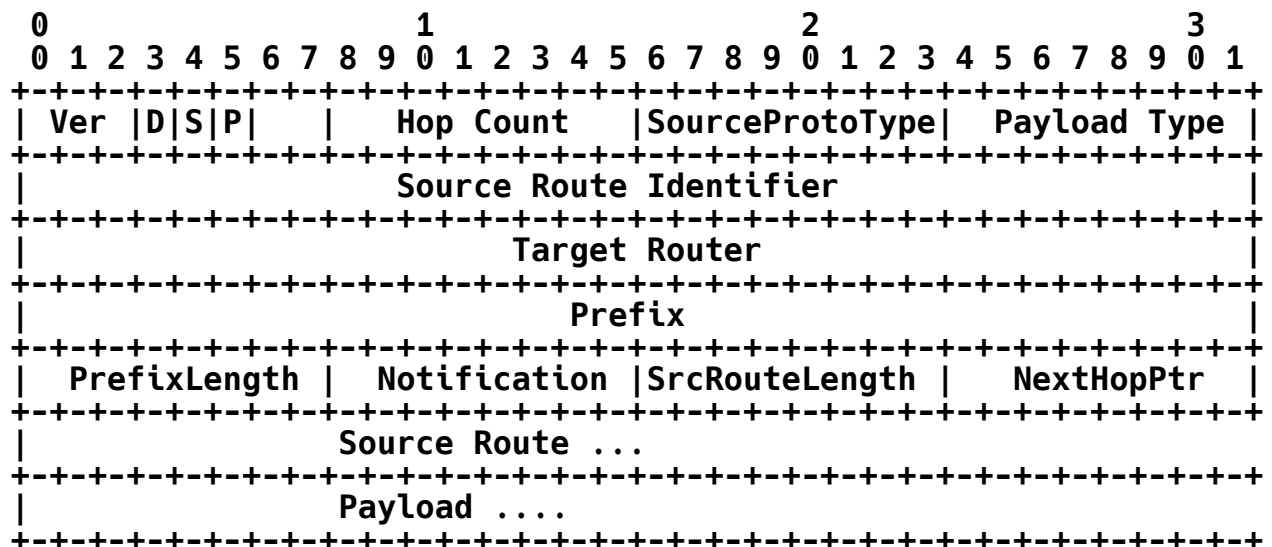 0                   1                   2                   3
 0 1 2 3 4 5 6 7 8 9 0 1 2 3 4 5 6 7 8 9 0 1 2 3 4 5 6 7 8 9 0 1
+-+-+-+-+-+-+-+-+-+-+-+-+-+-+-+-+-+-+-+-+-+-+-+-+-+-+-+-+-+-+-+-+
| Ver |D|S|P|   |   Hop Count   |SourceProtoType|  Payload Type |
+-+-+-+-+-+-+-+-+-+-+-+-+-+-+-+-+-+-+-+-+-+-+-+-+-+-+-+-+-+-+-+-+
|                   Source Route Identifier                     |
+-+-+-+-+-+-+-+-+-+-+-+-+-+-+-+-+-+-+-+-+-+-+-+-+-+-+-+-+-+-+-+-+
|                         Target Router                         |
+-+-+-+-+-+-+-+-+-+-+-+-+-+-+-+-+-+-+-+-+-+-+-+-+-+-+-+-+-+-+-+-+
|                            Prefix                             |
+-+-+-+-+-+-+-+-+-+-+-+-+-+-+-+-+-+-+-+-+-+-+-+-+-+-+-+-+-+-+-+-+
|  PrefixLength |  Notification |SrcRouteLength |   NextHopPtr  |
+-+-+-+-+-+-+-+-+-+-+-+-+-+-+-+-+-+-+-+-+-+-+-+-+-+-+-+-+-+-+-+-+
|                Source Route ...
+-+-+-+-+-+-+-+-+-+-+-+-+-+-+-+-+-+-+-+-+-+-+-+-+-+-+-+-+-+-+-+-+
|                Payload ....
+-+-+-+-+-+-+-+-+-+-+-+-+-+-+-+-+-+-+-+-+-+-+-+-+-+-+-+-+-+-+-+-+